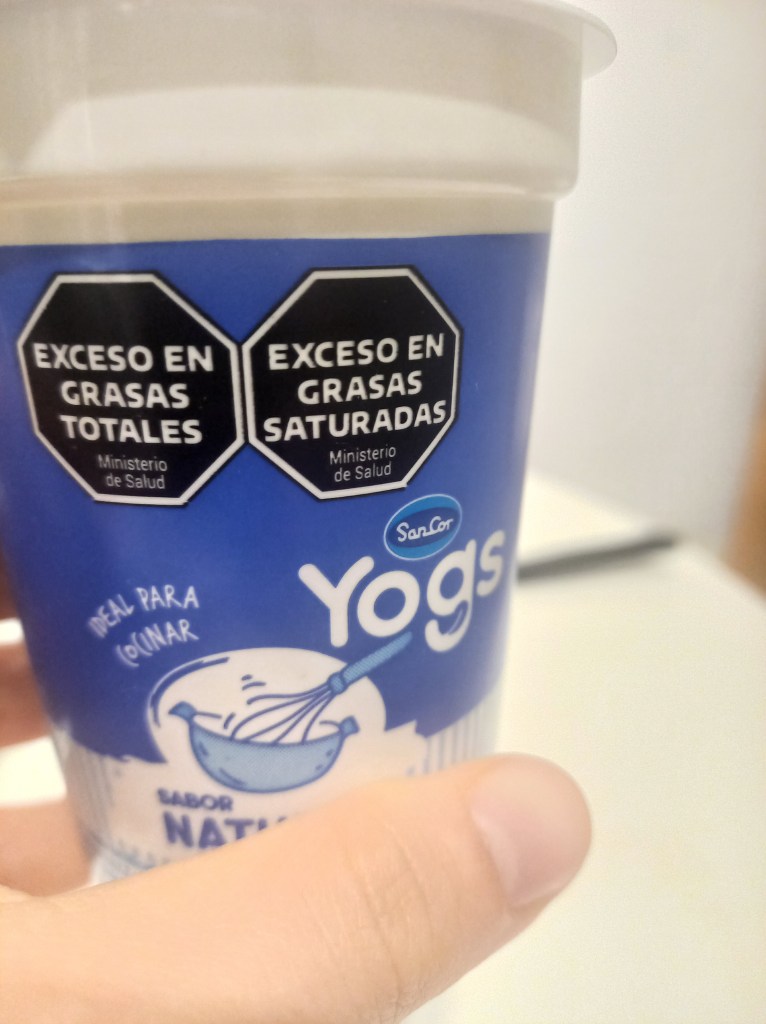 EXCESO EN
GRASAS
TOTALES
Ministerio
de Salud
EXCESO EN
GRASAS
SATURADAS
Ministerio
de Salud
SanCor
Yogs
IDEAL PARA
COCINAR
SABOR